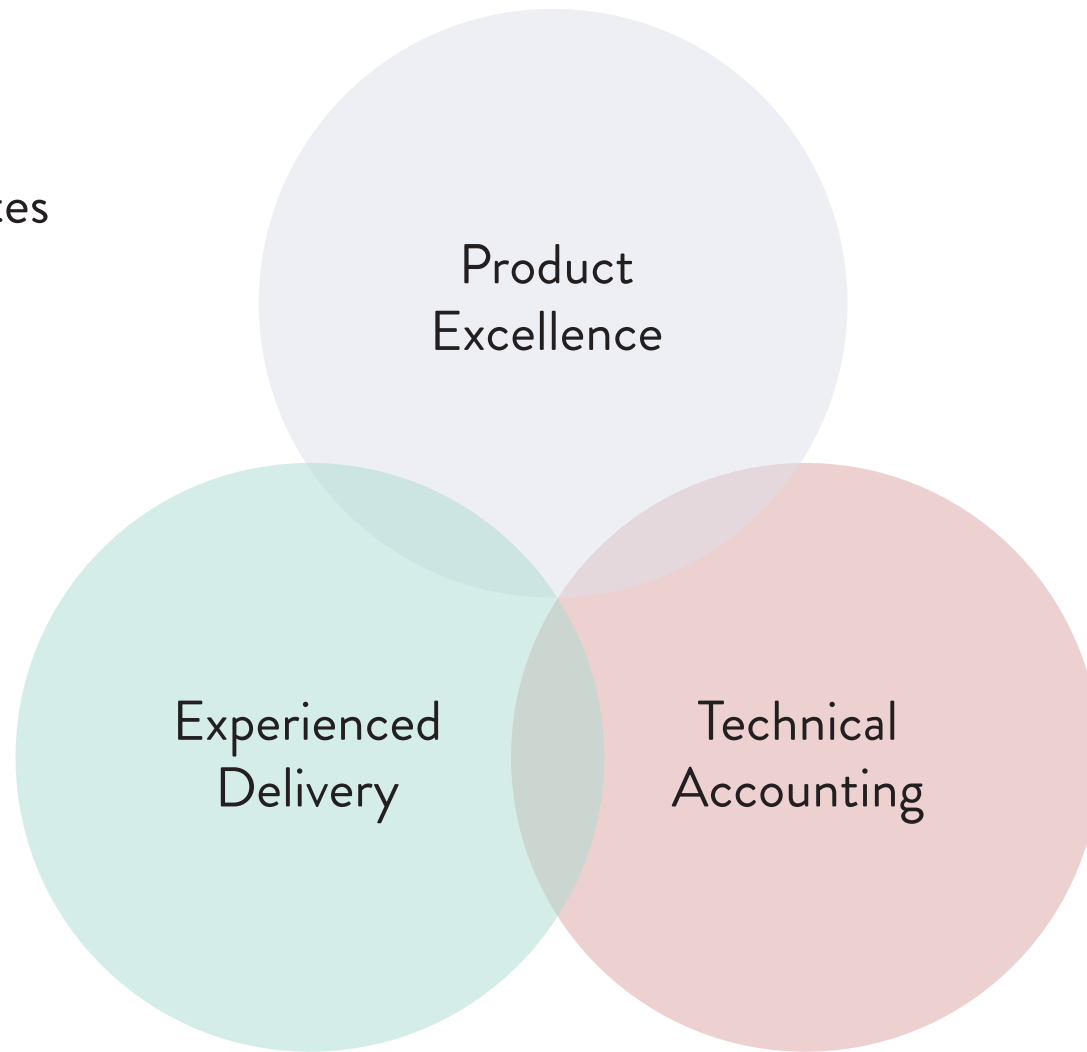 Product
Excellence
Experienced
Delivery
Technical
Accounting